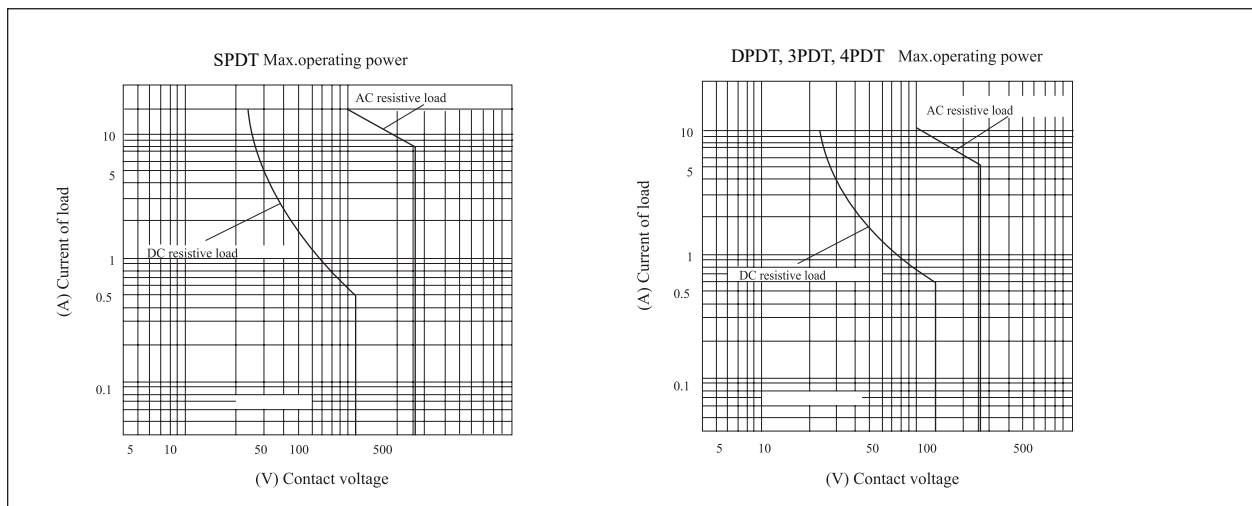 SPDT Max.operating power
AC resistive load
10
5
DC resistive load
1
0.5
0.1
(A) Current of load
5 10 50 100 500
(V) Contact voltage
DPDT, 3PDT, 4PDT Max.operating power
AC resistive load
10
5
1
DC resistive load
0.5
0.1
(A) Current of load
5 10 50 100 500
(V) Contact voltage